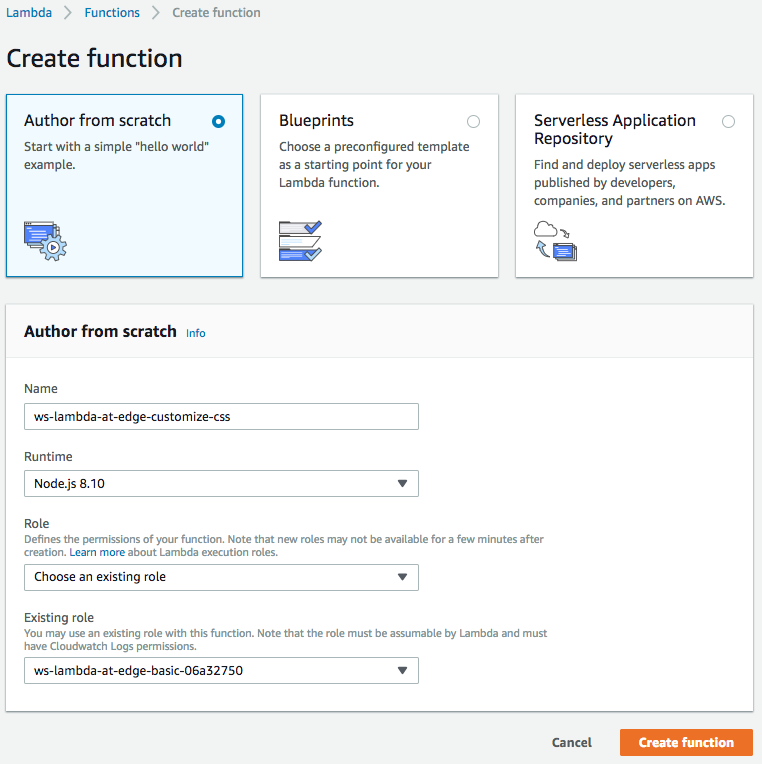 Lambda > Functions > Create function
Create function
Author from scratch
Start with a simple "hello world"
example.
Blueprints
Choose a preconfigured template
as a starting point for your
Lambda function.
Serverless Application
Repository
Find and deploy serverless apps
published by developers,
companies, and partners on AWS.
Author from scratch Info
Name
ws-lambda-at-edge-customize-css
Runtime
Node.js 8.10
Role
Defines the permissions of your function. Note that new roles may not be available for a few minutes after
creation. Learn more about Lambda execution roles.
Choose an existing role
Existing role
You may use an existing role with this function. Note that the role must be assumable by Lambda and must
have Cloudwatch Logs permissions.
ws-lambda-at-edge-basic-06a32750
Cancel Create function